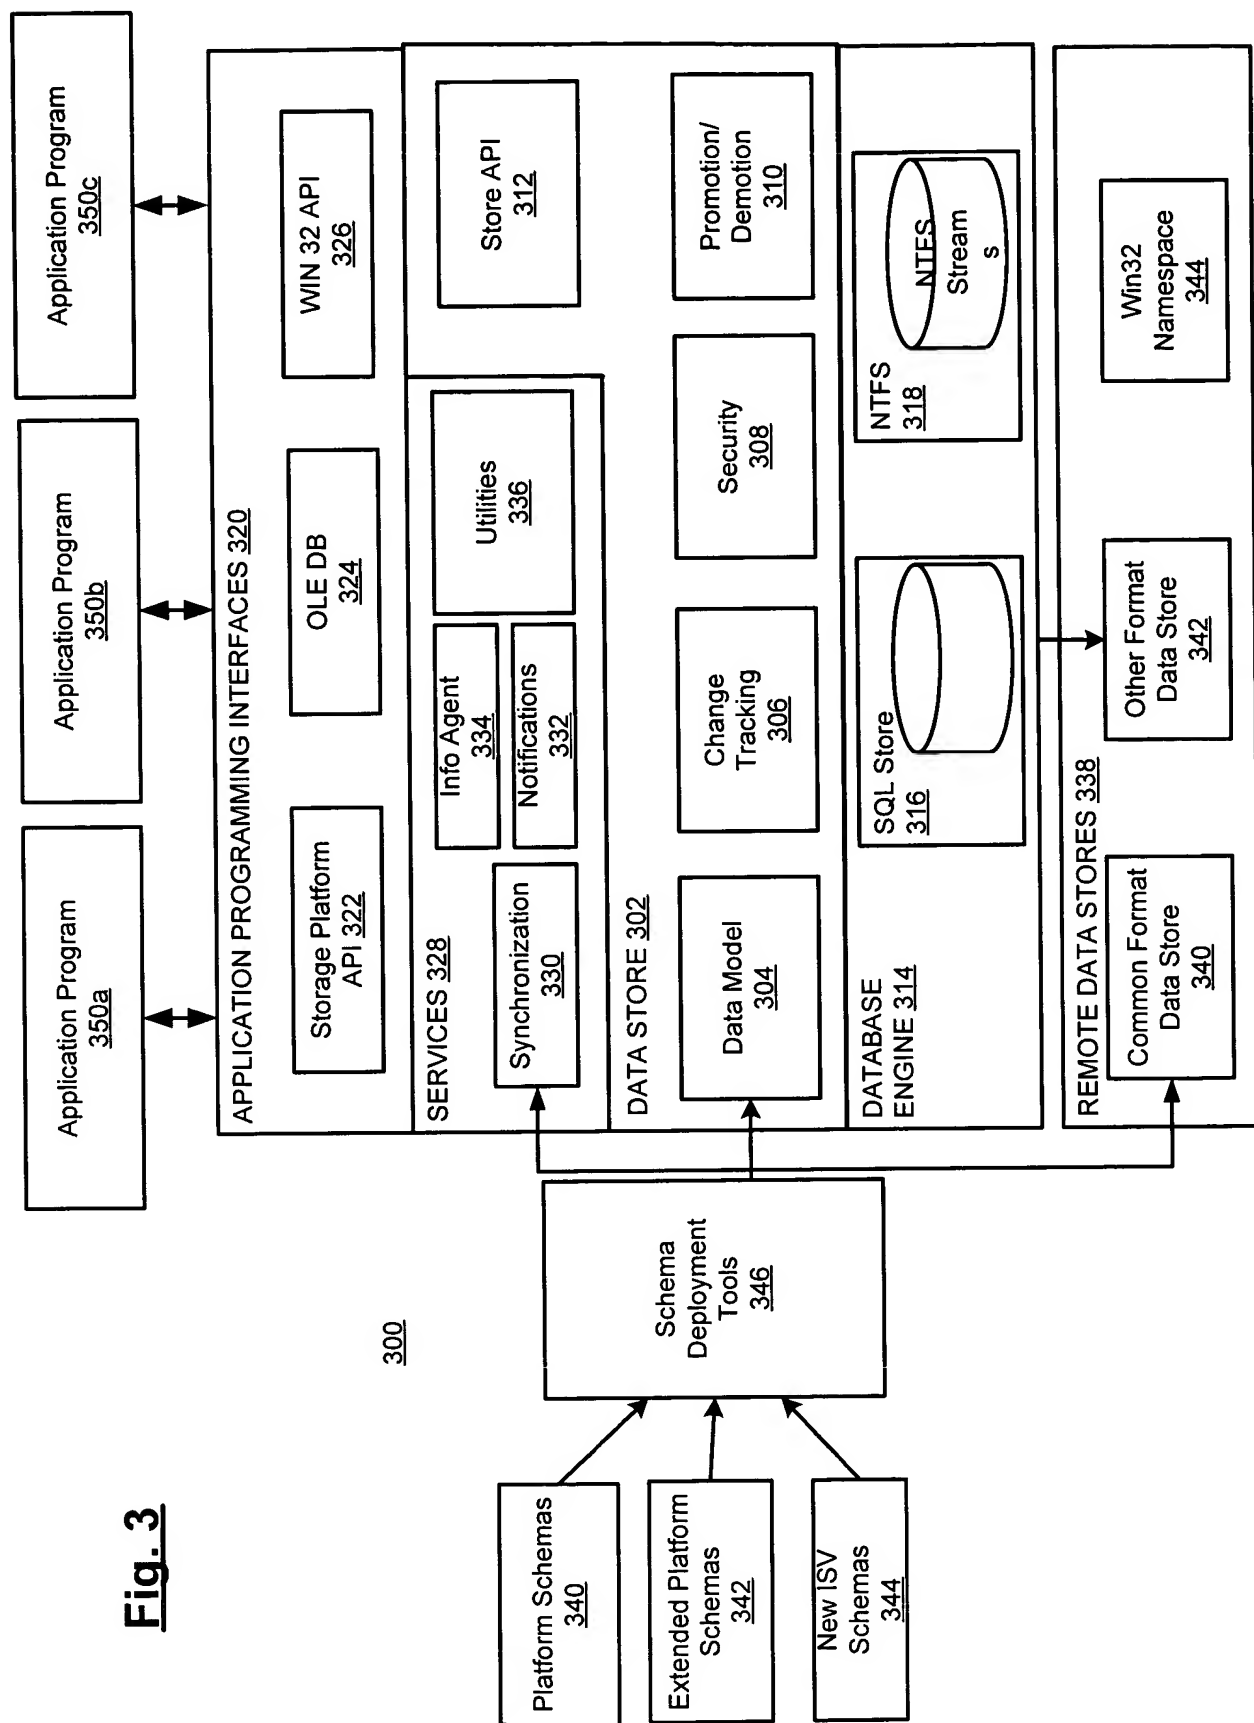 Application Program
350a
Application Program
350b
Application Program
350c
APPLICATION PROGRAMMING INTERFACES 320
Storage Platform
API 322
OLE DB
324
WIN 32 API
326
SERVICES 328
Synchronization
330
Info Agent
334
Notifications
332
Utilities
336
Store API
312
DATA STORE 302
Data Model
304
Change
Tracking
306
Security
308
Promotion/
Demotion
310
DATABASE
ENGINE 314
SQL Store
316
NTFS
318
NTFS
Stream
s
REMOTE DATA STORES 338
Common Format
Data Store
340
Other Format
Data Store
342
Win32
Namespace
344
300
Schema
Deployment
Tools
346
Platform Schemas
340
Extended Platform
Schemas
342
New ISV
Schemas
344
Fig. 3